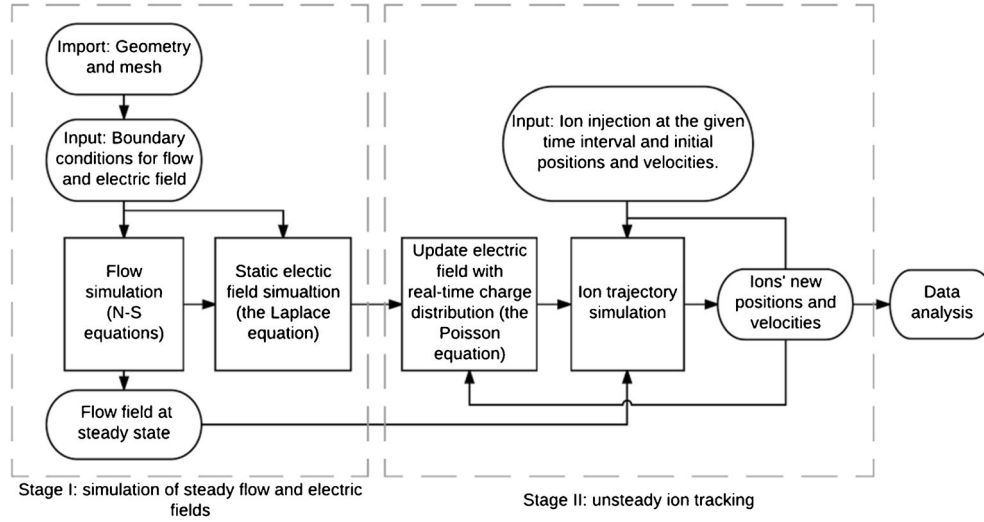 Import: Geometry
and mesh
Input: Boundary
conditions for flow
and electric field
Flow
simulation
(N-S
equations)
Static electic
field simualtion
(the Laplace
equation)
Flow field at
steady state
Stage I: simulation of steady flow and electric
fields
Input: Ion injection at the given
time interval and initial
positions and velocities.
Update electric
field with
real-time charge
distribution (the
Poisson
equation)
Ion trajectory
simulation
Ions' new
positions and
velocities
Stage II: unsteady ion tracking
Data
analysis